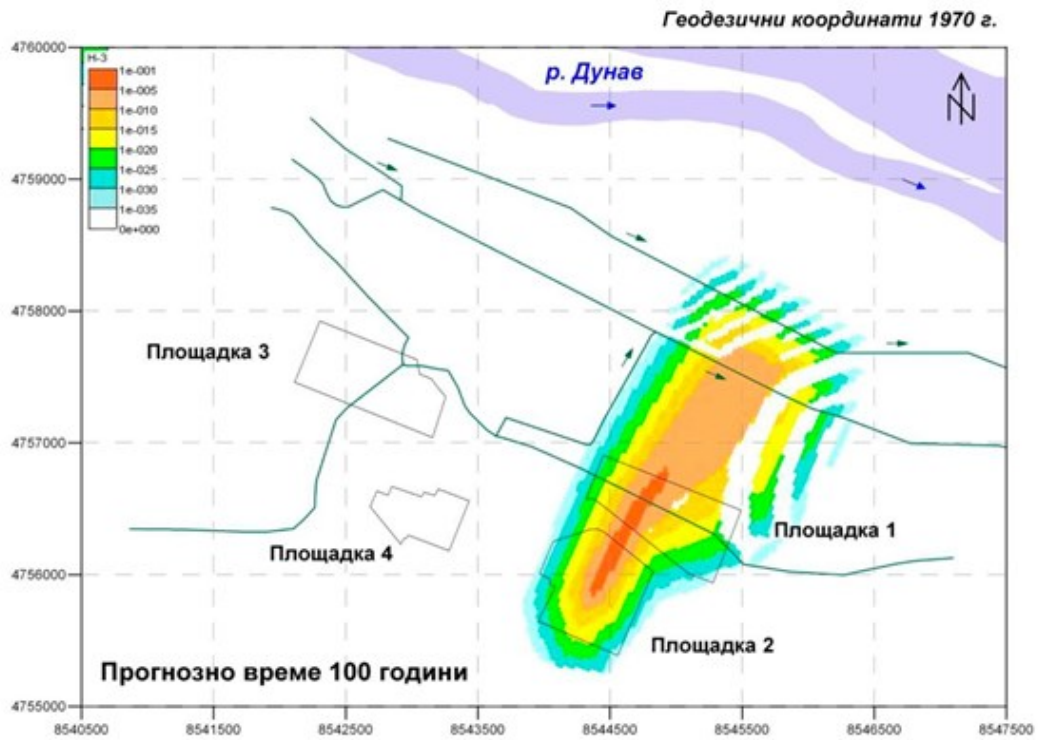 Геодезични координати 1970 г.
4760000
H-3
1e-001
1e-005
1e-010
1e-015
1e-020
1e-025
1e-030
1e-035
0e+000
р. Дунав
N
4759000
4758000
Площадка 3
4757000
Площадка 1
Площадка 4
4756000
Площадка 2
Прогнозно време 100 години
4755000
8540500 8541500 8542500 8543500 8544500 8545500 8546500 8547500